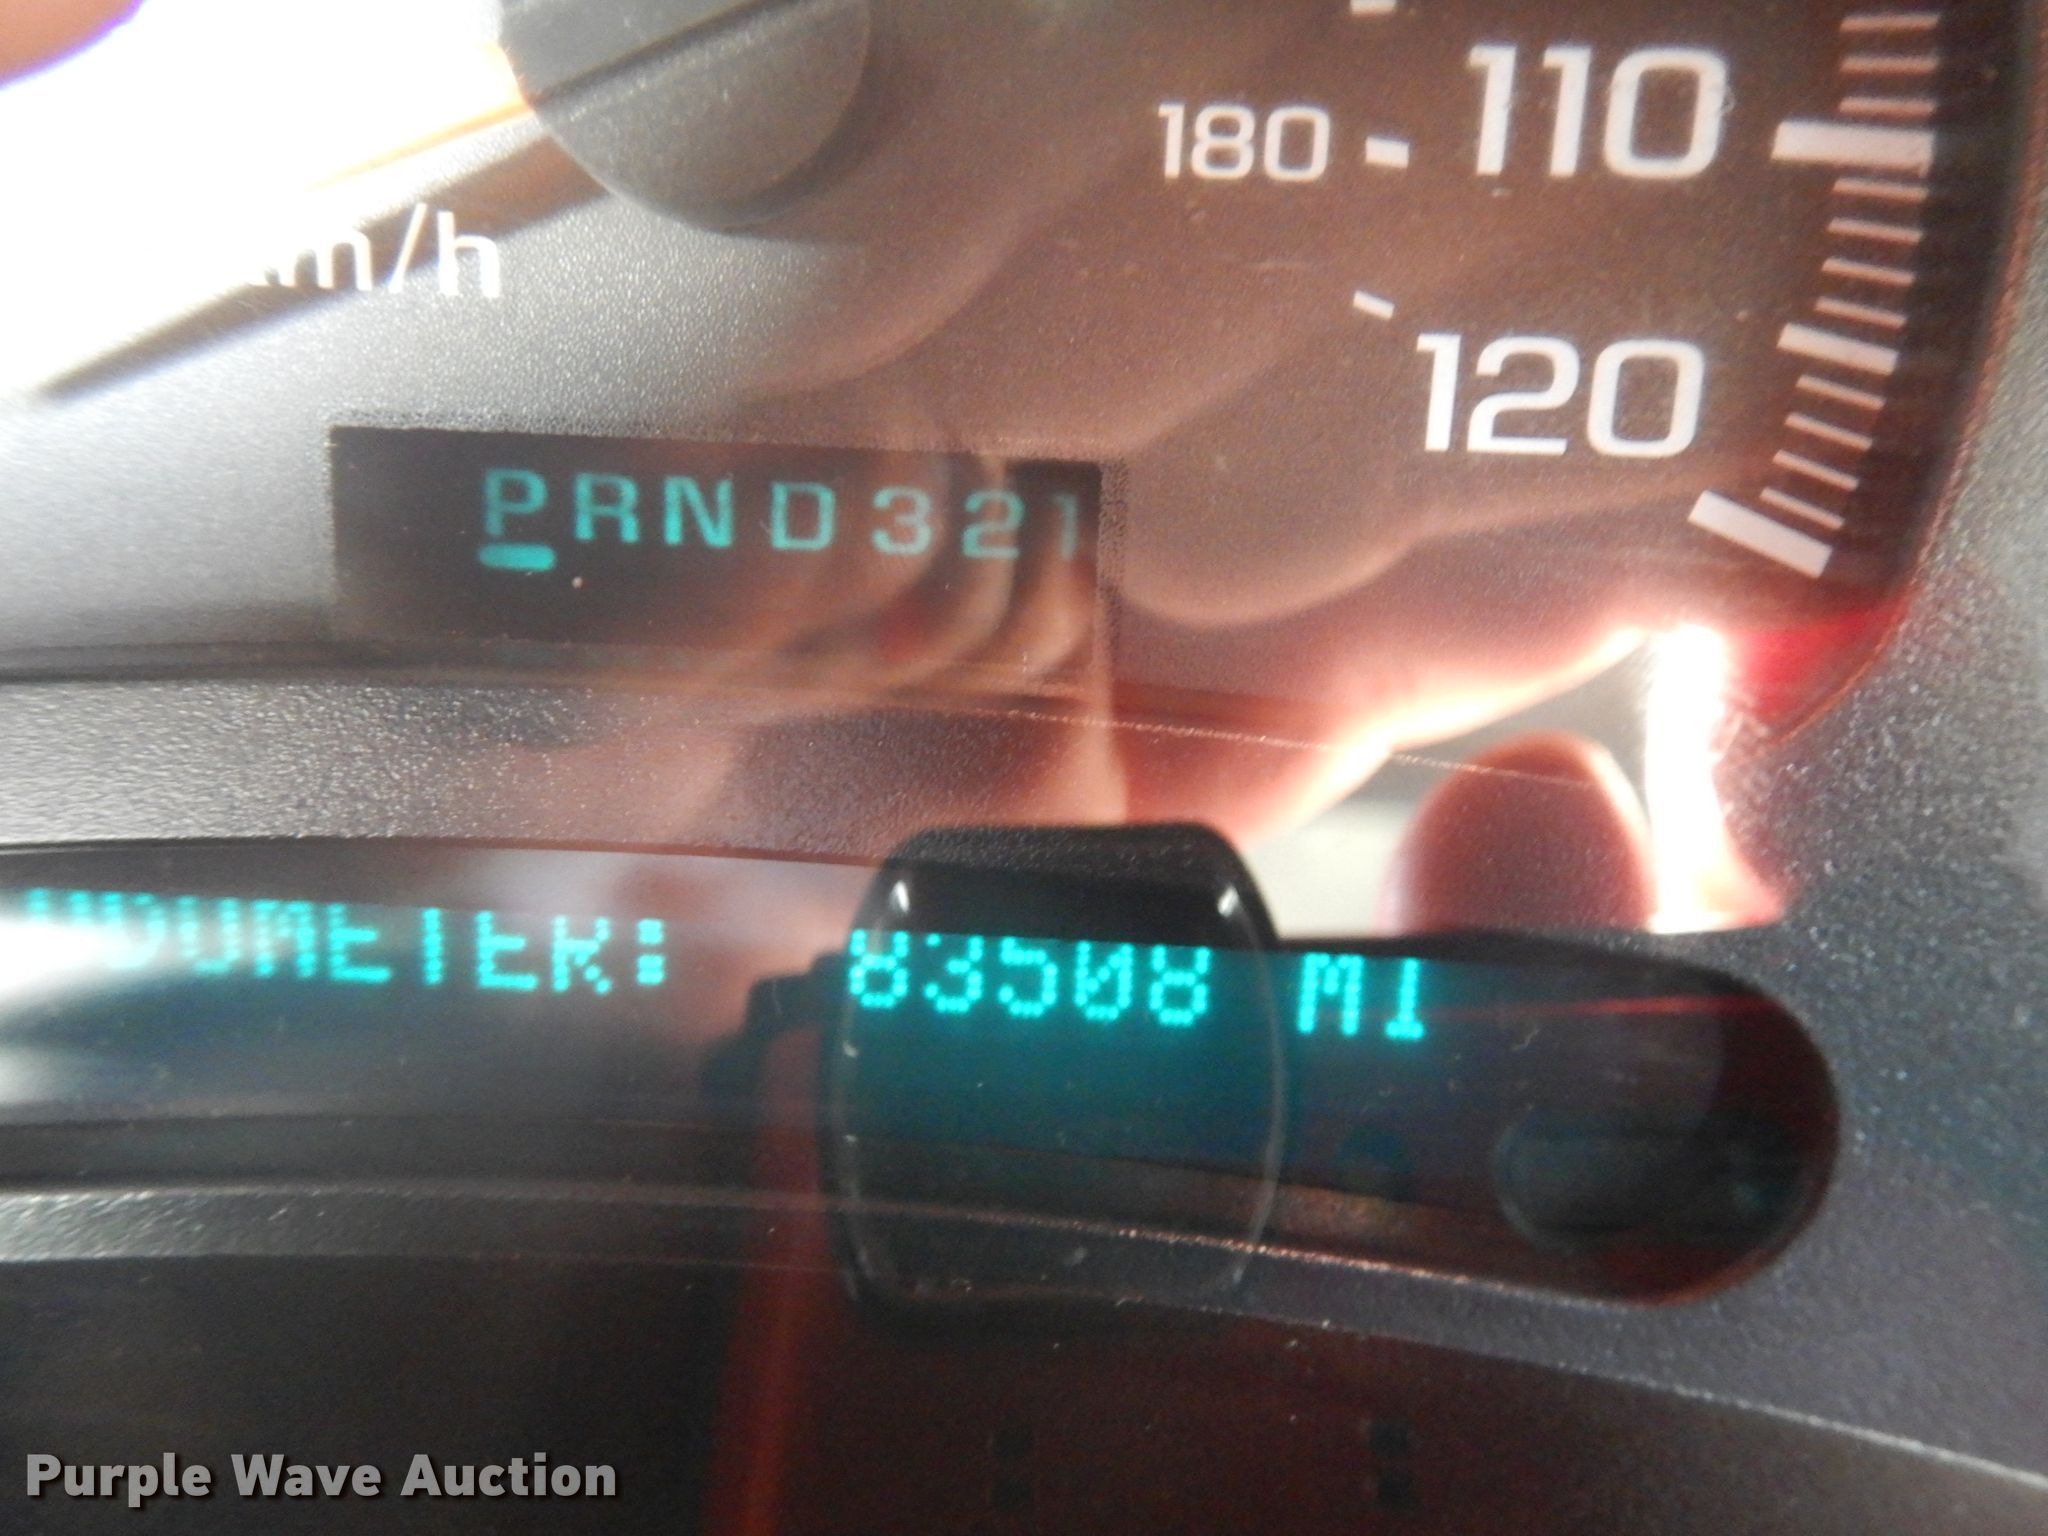 110
180
m/h
120
PRND321
ODOMETER: 83508 MI
Purple Wave Auction